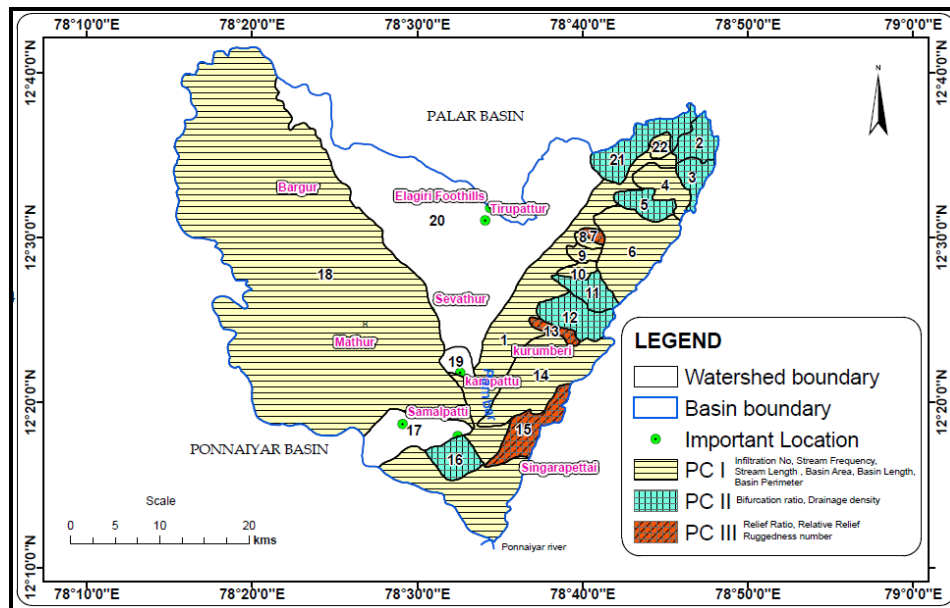 78°10'0"E 78°20'0"E 78°30'0"E 78°40'0"E 78°50'0"E 79°0'0"E
12°40'0"N 12°40'0"N
N
PALAR BASIN
22 2
21
3
4
5
Bargur
Elagiri Foothills
Tirupattur
20
12°30'0"N 12°30'0"N
8 7
6
9
10
18
11
Sevathur
12
13
Mathur
1
kurumberi
19
14
karapattu
12°20'0"N 12°20'0"N
Samalpatti
17
15
PONNAIYAR BASIN
16
Singarapettai
Ponnaiyar river
12°10'0"N 12°10'0"N
Scale
0 5 10 20
kms
LEGEND
Watershed boundary
Basin boundary
Important Location
PC I Infiltration No, Stream Frequency,
Stream Length , Basin Area, Basin Length,
Basin Perimeter
PC II Bifurcation ratio, Drainage density
PC III Relief Ratio, Relative Relief
Ruggedness number
78°10'0"E 78°20'0"E 78°30'0"E 78°40'0"E 78°50'0"E 79°0'0"E